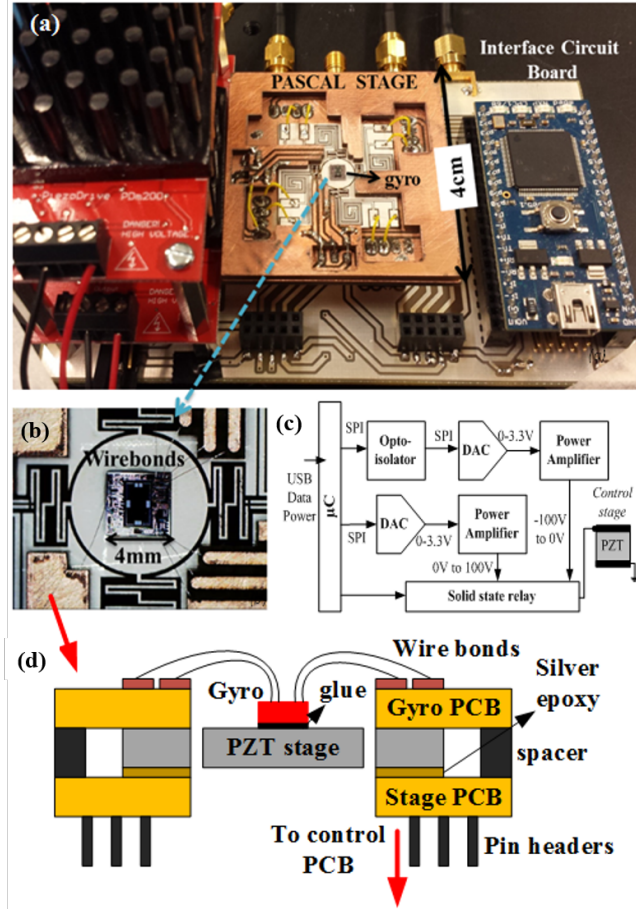 (a)
Interface Circuit
Board
PASCAL STAGE
gyro
4cm
PiezoDrive PDm200
DANGER!
HIGH VOLTAGE
DANGER!
HIGH VOLTAGE
(b)
Wirebonds
4mm
(c)
SPI
Opto-
isolator
SPI
DAC
0-3.3V
Power
Amplifier
USB
Data
Power
μC
SPI
DAC
0-3.3V
Power
Amplifier
-100V
to 0V
Control
stage
PZT
0V to 100V
Solid state relay
(d)
Wire bonds
Silver
epoxy
Gyro
glue
Gyro PCB
PZT stage
spacer
Stage PCB
To control
PCB
Pin headers